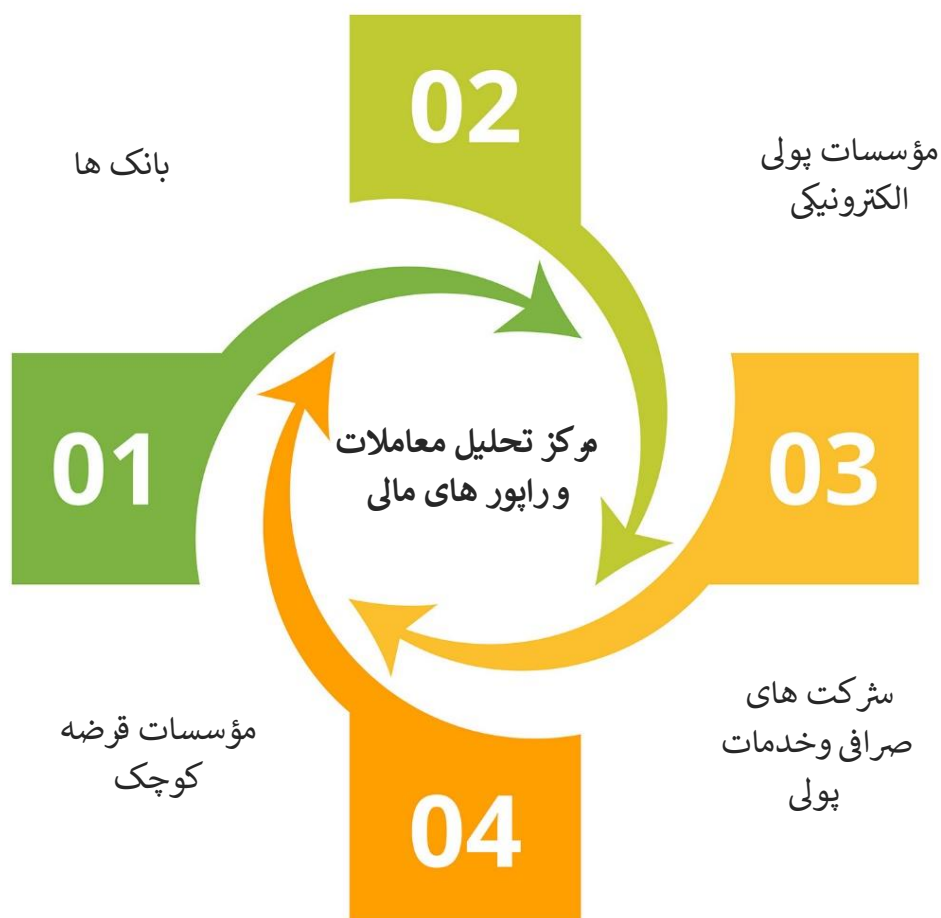 02
بانک ها
مؤسسات پولی
الکترونیکی
01
مرکز تحلیل معاملات
و راپور های مالی
03
مؤسسات قرضه
کوچک
شرکت های
صرافی وخدمات
پولی
04